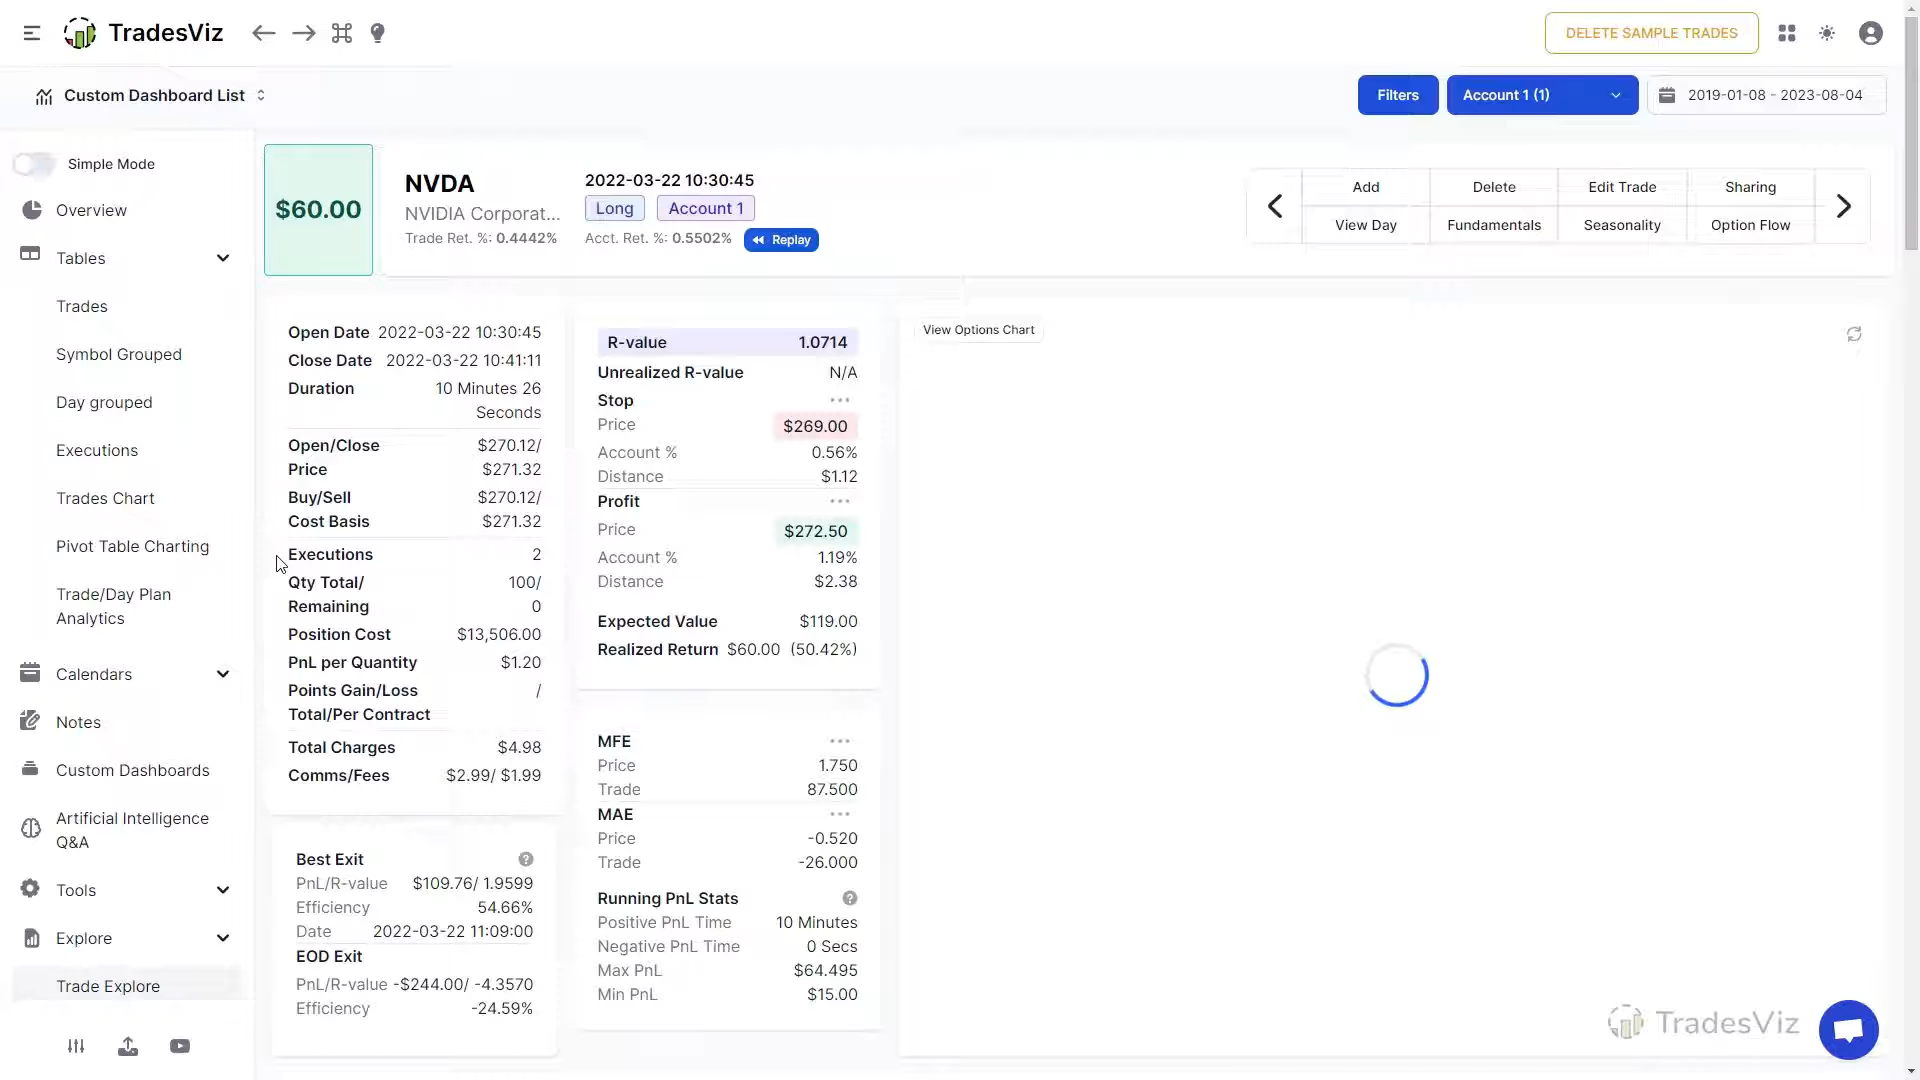 TradesViz
DELETE SAMPLE TRADES
Custom Dashboard List
Filters
Account 1 (1)
2019-01-08 - 2023-08-04
Simple Mode
Overview
Tables
Trades
Symbol Grouped
Day grouped
Executions
Trades Chart
Pivot Table Charting
Trade/Day Plan
Analytics
Calendars
Notes
Custom Dashboards
Artificial Intelligence
Q&A
Tools
Explore
Trade Explore
$60.00
NVDA
NVIDIA Corporat...
Trade Ret. %: 0.4442%
2022-03-22 10:30:45
Long
Account 1
Acct. Ret. %: 0.5502%
Replay
Add
Delete
Edit Trade
Sharing
View Day
Fundamentals
Seasonality
Option Flow
Open Date 2022-03-22 10:30:45
Close Date 2022-03-22 10:41:11
Duration 10 Minutes 26
Seconds
Open/Close $270.12/
Price $271.32
Buy/Sell $270.12/
Cost Basis $271.32
Executions 2
Qty Total/ 100/
Remaining 0
Position Cost $13,506.00
PnL per Quantity $1.20
Points Gain/Loss /
Total/Per Contract
Total Charges $4.98
Comms/Fees $2.99/ $1.99
Best Exit
PnL/R-value $109.76/ 1.9599
Efficiency 54.66%
Date 2022-03-22 11:09:00
EOD Exit
PnL/R-value -$244.00/ -4.3570
Efficiency -24.59%
R-value 1.0714
Unrealized R-value N/A
Stop
Price $269.00
Account % 0.56%
Distance $1.12
Profit
Price $272.50
Account % 1.19%
Distance $2.38
Expected Value $119.00
Realized Return $60.00 (50.42%)
MFE
Price 1.750
Trade 87.500
MAE
Price -0.520
Trade -26.000
Running PnL Stats
Positive PnL Time 10 Minutes
Negative PnL Time 0 Secs
Max PnL $64.495
Min PnL $15.00
View Options Chart
TradesViz